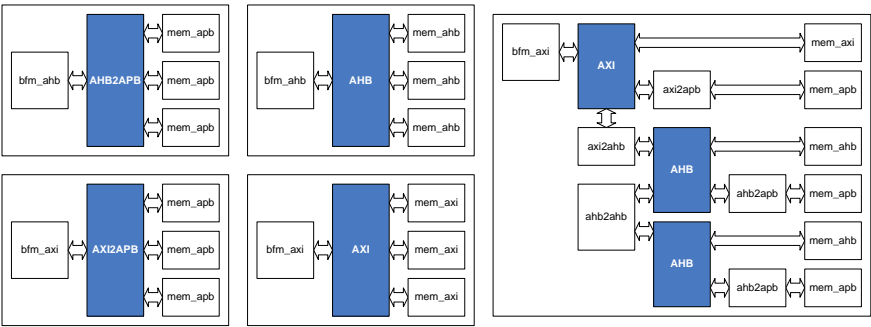 mem_apb
bfm_ahb
AHB2APB
mem_apb
mem_apb
mem_ahb
bfm_ahb
AHB
mem_ahb
mem_ahb
mem_apb
bfm_axi
AXI2APB
mem_apb
mem_apb
mem_axi
bfm_axi
AXI
mem_axi
mem_axi
bfm_axi
AXI
mem_axi
axi2apb
mem_apb
axi2ahb
AHB
mem_ahb
ahb2apb
mem_apb
ahb2ahb
AHB
mem_ahb
ahb2apb
mem_apb